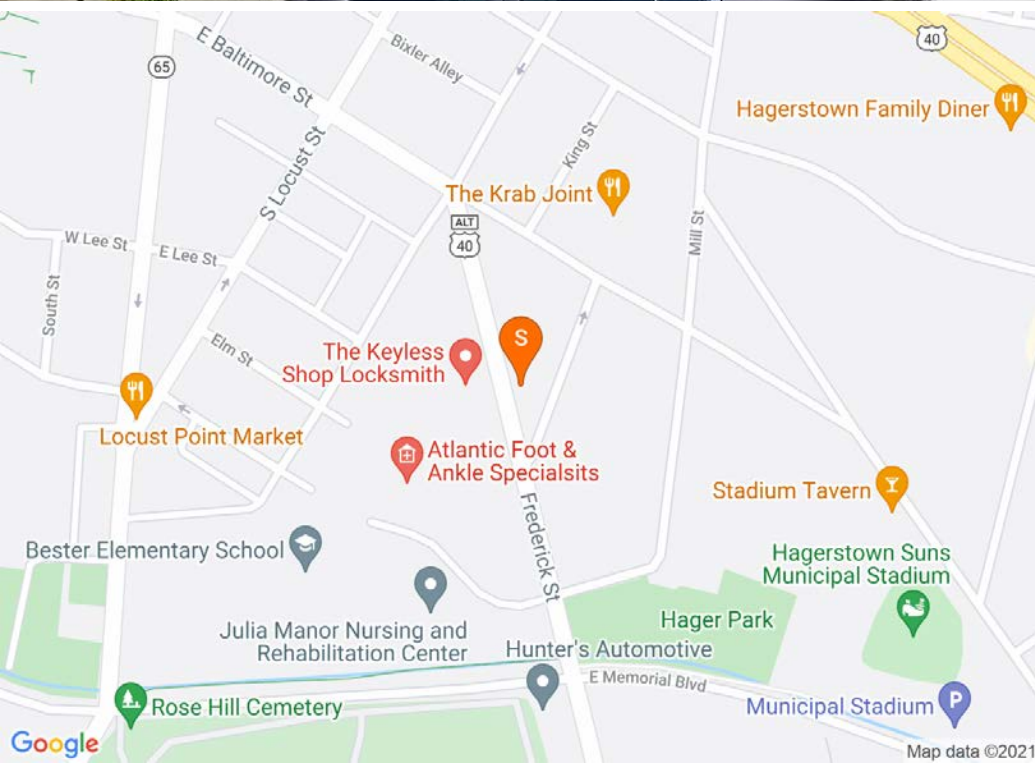 40
E Baltimore St
65
Bixler Alley
Hagerstown Family Diner
King St
S Locust St
The Krab Joint
ALT
40
Mill St
W Lee St
E Lee St
South St
S
Elm St
The Keyless
Shop Locksmith
Locust Point Market
Atlantic Foot &
Ankle Specialsits
Stadium Tavern
Frederick St
Bester Elementary School
Hagerstown Suns
Municipal Stadium
Hager Park
Julia Manor Nursing and
Rehabilitation Center
Hunter's Automotive
E Memorial Blvd
Rose Hill Cemetery
Municipal Stadium
P
Google
Map data ©2021